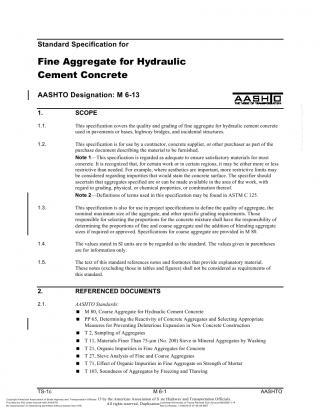 Standard Specification for
Fine Aggregate for Hydraulic
Cement Concrete
AASHTO Designation: M 6-13
AASHTO
1. SCOPE
1.1. This specification covers the quality and grading of fine aggregate for hydraulic cement concrete
used in pavements or bases, highway bridges, and incidental structures.
1.2. This specification is for use by a contractor, concrete supplier, or other purchaser as part of the
purchase document describing the material to be furnished.
Note 1—This specification is regarded as adequate to ensure satisfactory materials for most
concrete. It is recognized that, for certain work or in certain regions, it may be either more or less
restrictive than needed. For example, where aesthetics are important, more restrictive limits may
be considered regarding impurities that would stain the concrete surface. The specifier should
ascertain that aggregates specified are or can be made available in the area of the work, with
regard to grading, physical, or chemical properties, or combination thereof.
Note 2—Definitions of terms used in this specification may be found in ASTM C 125.
1.3. This specification is also for use in project specifications to define the quality of aggregate, the
nominal maximum size of the aggregate, and other specific grading requirements. Those
responsible for selecting the proportions for the concrete mixture shall have the responsibility of
determining the proportions of fine and coarse aggregate and the addition of blending aggregate
sizes if required or approved. Specifications for coarse aggregate are provided in M 80.
1.4. The values stated in SI units are to be regarded as the standard. The values given in parentheses
are for information only.
1.5. The text of this standard references notes and footnotes that provide explanatory material.
These notes (excluding those in tables and figures) shall not be considered as requirements of
this standard.
2. REFERENCED DOCUMENTS
2.1. AASHTO Standards:
■ M 80, Coarse Aggregate for Hydraulic Cement Concrete
■ PP 65, Determining the Reactivity of Concrete Aggregates and Selecting Appropriate
Measures for Preventing Deleterious Expansion in New Concrete Construction
■ T 2, Sampling of Aggregates
■ T 11, Materials Finer Than 75-µm (No. 200) Sieve in Mineral Aggregates by Washing
■ T 21, Organic Impurities in Fine Aggregates for Concrete
■ T 27, Sieve Analysis of Fine and Coarse Aggregates
■ T 71, Effect of Organic Impurities in Fine Aggregate on Strength of Mortar
■ T 103, Soundness of Aggregates by Freezing and Thawing
TS-1c M 6-1 AASHTO
by the American Association of State Highway and Transportation Officials.
All rights reserved. Duplication